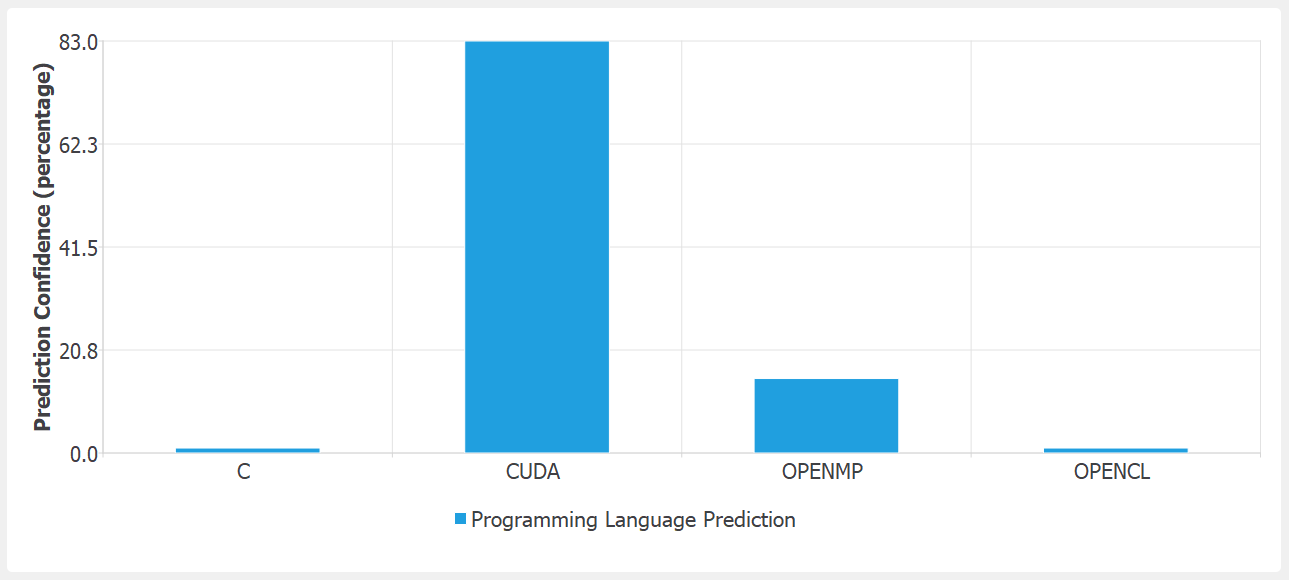 Prediction Confidence (percentage)
83.0
62.3
41.5
20.8
0.0
C
CUDA
OPENMP
OPENCL
Programming Language Prediction